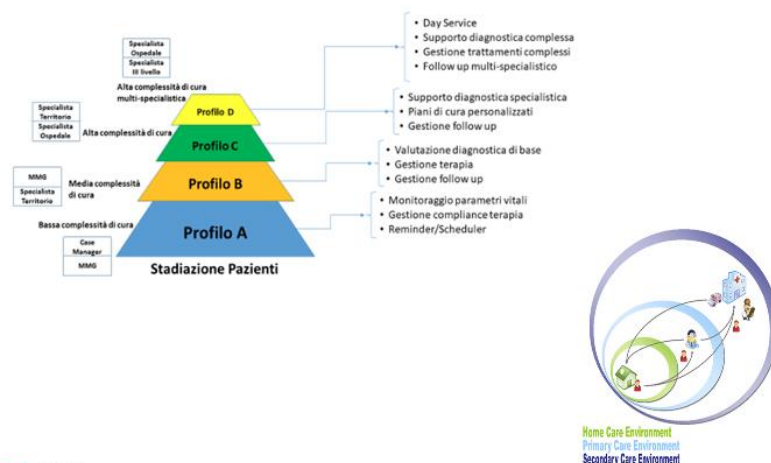 Specialista
Ospedale
Specialista
III livello
Alta complessità di cura
multi-specialistica
Profilo D
• Day Service
• Supporto diagnostica complessa
• Gestione trattamenti complessi
• Follow up multi-specialistico
Specialista
Territorio
Specialista
Ospedale
Alta complessità di cura
Profilo C
• Supporto diagnostica specialistica
• Piani di cura personalizzati
• Gestione follow up
MMG
Specialista
Territorio
Media complessità
di cura
Profilo B
• Valutazione diagnostica di base
• Gestione terapia
• Gestione follow up
Bassa complessità di cura
Case
Manager
MMG
Profilo A
• Monitoraggio parametri vitali
• Gestione compliance terapia
• Reminder/Scheduler
Stadiazione Pazienti
Home Care Environment
Primary Care Environment
Secondary Care Environment